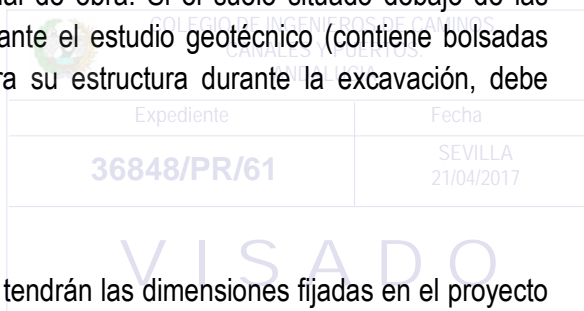 al de obra. Si el suelo situado debajo de las
COLEGIO DE INGENIEROS DE CAMINOS,
ante el estudio geotécnico (contiene bolsadas
CANALES Y PUERTOS.
ANDALUCIA
ra su estructura durante la excavación, debe
Expediente Fecha
36848/PR/61 SEVILLA
21/04/2017
VISADO
tendrán las dimensiones fijadas en el proyecto